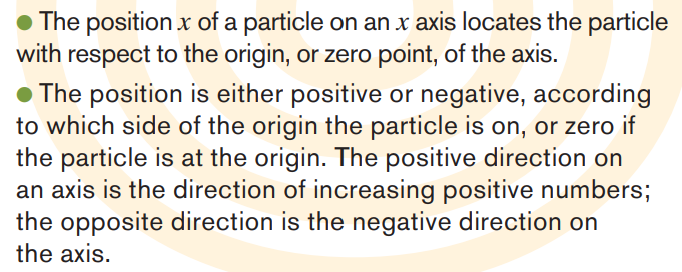 ● The position x of a particle on an x axis locates the particle
with respect to the origin, or zero point, of the axis.
● The position is either positive or negative, according
to which side of the origin the particle is on, or zero if
the particle is at the origin. The positive direction on
an axis is the direction of increasing positive numbers;
the opposite direction is the negative direction on
the axis.